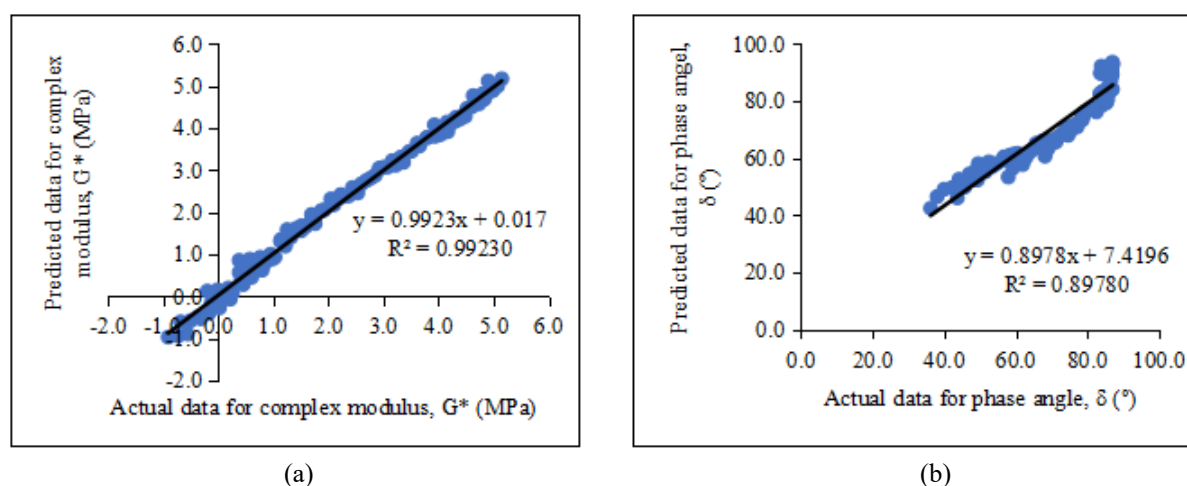 Predicted data for complex
modulus, G* (MPa)
6.0
5.0
4.0
3.0
2.0
1.0
0.0
-1.0
-2.0
-2.0 -1.0 0.0 1.0 2.0 3.0 4.0 5.0 6.0
y = 0.9923x + 0.017
R² = 0.99230
Actual data for complex modulus, G* (MPa)
(a)
Predicted data for phase angel,
δ (°)
100.0
80.0
60.0
40.0
20.0
0.0
0.0 20.0 40.0 60.0 80.0 100.0
y = 0.8978x + 7.4196
R² = 0.89780
Actual data for phase angle, δ (°)
(b)